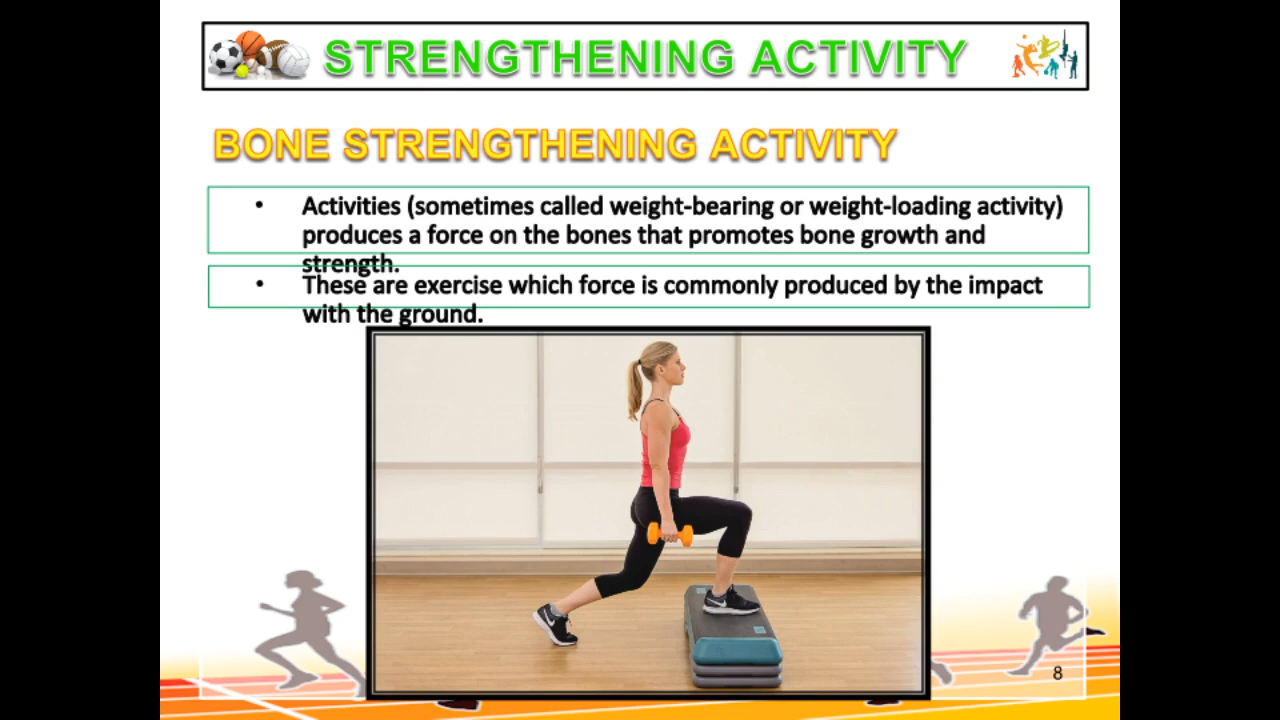 STRENGTHENING ACTIVITY
BONE STRENGTHENING ACTIVITY
• Activities (sometimes called weight-bearing or weight-loading activity)
produces a force on the bones that promotes bone growth and
strength.
• These are exercise which force is commonly produced by the impact
with the ground.
8